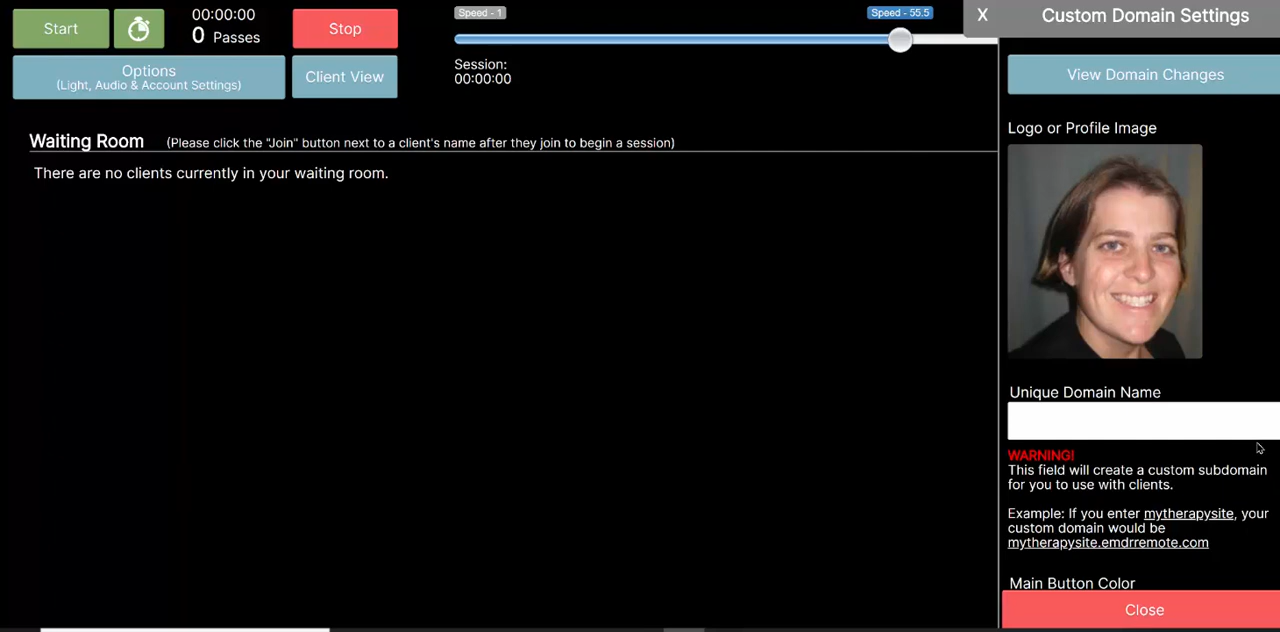 Start
00:00:00
0 Passes
Stop
Speed - 1
Speed - 55.5
X
Custom Domain Settings
Options
(Light, Audio & Account Settings)
Client View
Session:
00:00:00
View Domain Changes
Waiting Room (Please click the "Join" button next to a client's name after they join to begin a session)
There are no clients currently in your waiting room.
Logo or Profile Image
Unique Domain Name
WARNING!
This field will create a custom subdomain
for you to use with clients.
Example: If you enter mytherapysite, your
custom domain would be
mytherapysite.emdrremote.com
Main Button Color
Close